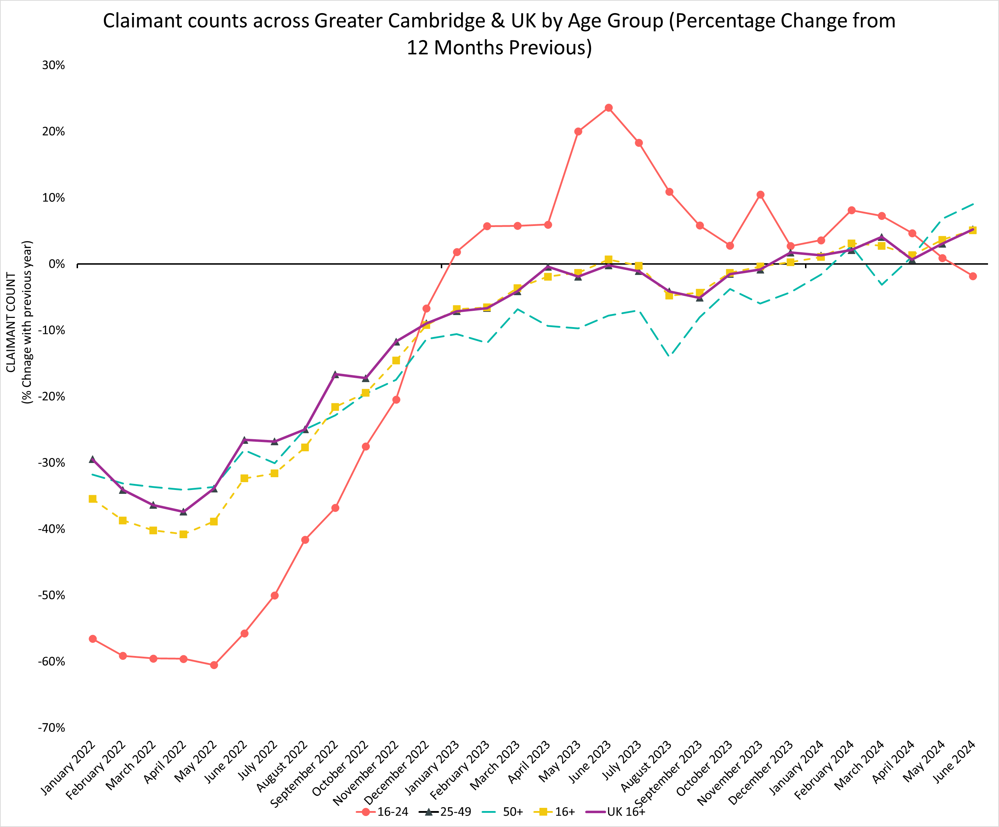 Claimant counts across Greater Cambridge & UK by Age Group (Percentage Change from
12 Months Previous)
30%
20%
10%
0%
-10%
-20%
-30%
-40%
-50%
-60%
-70%
CLAIMANT COUNT
(% Chnage with previous year)
January 2022
February 2022
March 2022
April 2022
May 2022
June 2022
July 2022
August 2022
September 2022
October 2022
November 2022
December 2022
January 2023
February 2023
March 2023
April 2023
May 2023
June 2023
July 2023
August 2023
September 2023
October 2023
November 2023
December 2023
January 2024
February 2024
March 2024
April 2024
May 2024
June 2024
16-24
25-49
50+
16+
UK 16+